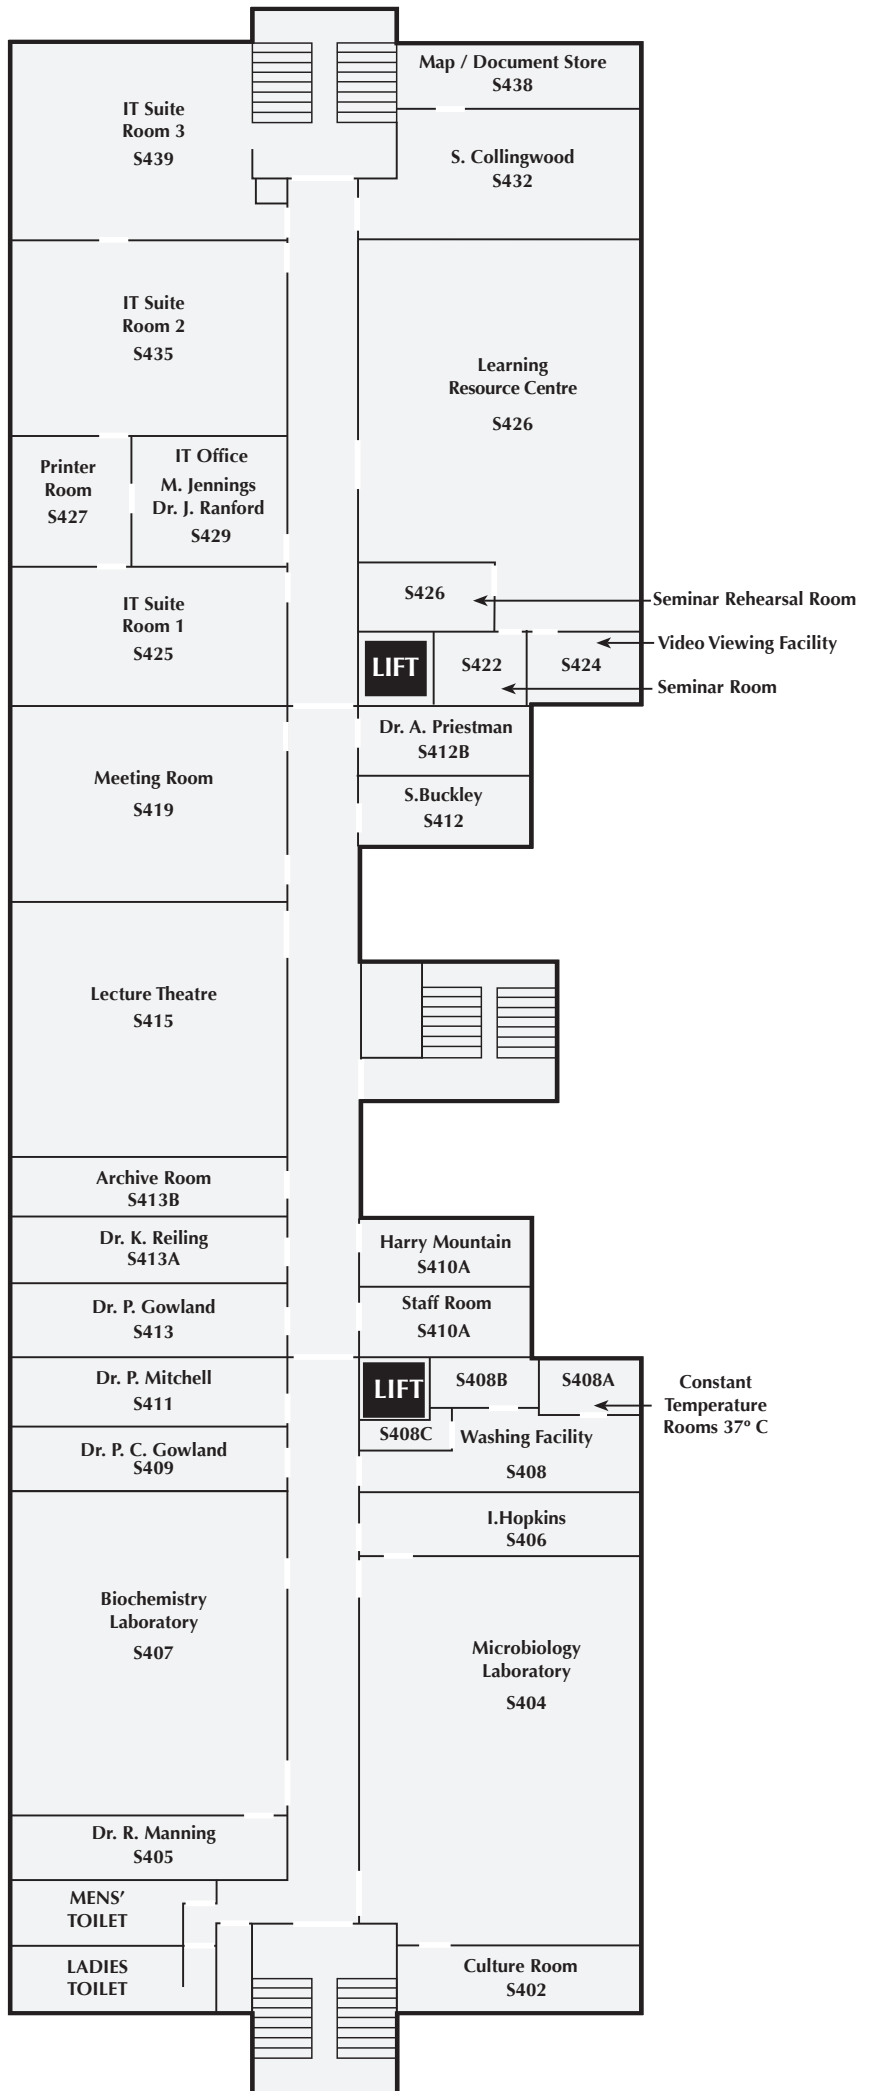 Map / Document Store
S438
IT Suite
Room 3
S439
S. Collingwood
S432
IT Suite
Room 2
S435
Learning
Resource Centre
S426
Printer
Room
S427
IT Office
M. Jennings
Dr. J. Ranford
S429
IT Suite
Room 1
S425
S426
Seminar Rehearsal Room
LIFT
S422
S424
Video Viewing Facility
Seminar Room
Dr. A. Priestman
S412B
Meeting Room
S419
S.Buckley
S412
Lecture Theatre
S415
Archive Room
S413B
Dr. K. Reiling
S413A
Harry Mountain
S410A
Dr. P. Gowland
S413
Staff Room
S410A
Dr. P. Mitchell
S411
LIFT
S408B
S408A
Constant
Temperature
Rooms 37º C
S408C
Washing Facility
S408
Dr. P. C. Gowland
S409
I.Hopkins
S406
Biochemistry
Laboratory
S407
Microbiology
Laboratory
S404
Dr. R. Manning
S405
MENS’
TOILET
LADIES
TOILET
Culture Room
S402